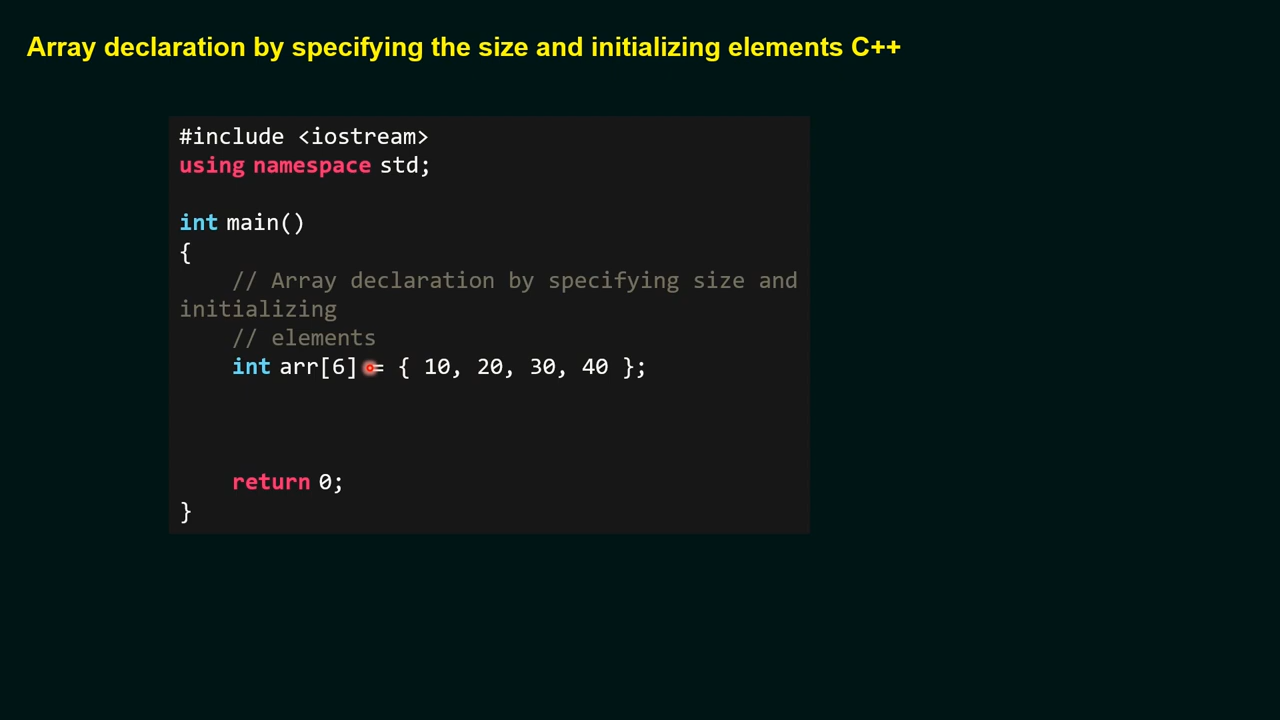 Array declaration by specifying the size and initializing elements C++
#include <iostream>
using namespace std;
int main()
{
// Array declaration by specifying size and
initializing
// elements
int arr[6] = { 10, 20, 30, 40 };
return 0;
}